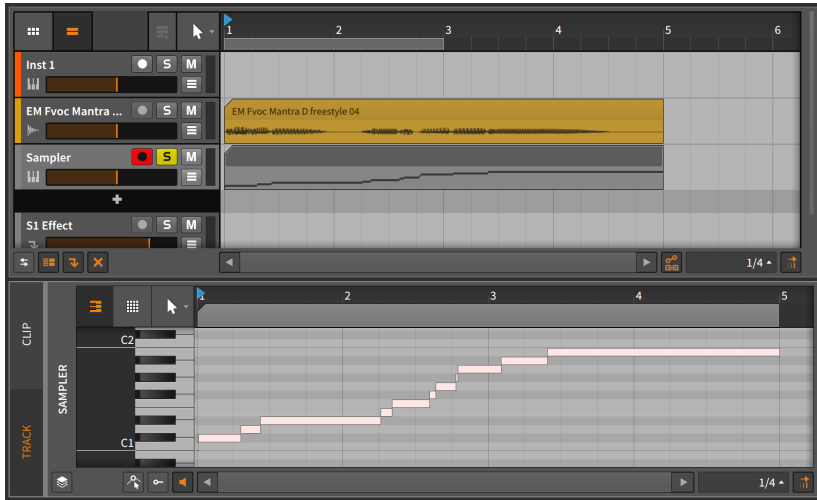 1 2 3 4 5 6
Inst 1 S M
EM Fvoc Mantra ... S M
EM Fvoc Mantra D freestyle 04
Sampler S M
+
S1 Effect S M
1/4
1 2 3 4 5
CLIP
TRACK
SAMPLER
C2
C1
1/4